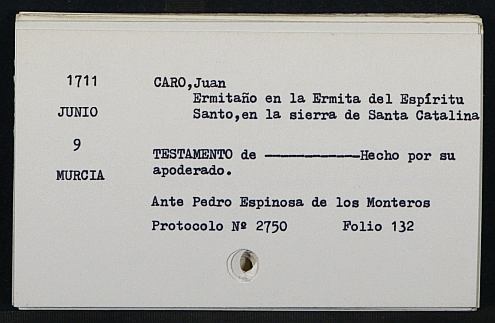 1711
JUNIO
9
MURCIA
CARO,Juan
Ermitaño en la Ermita del Espíritu
Santo,en la sierra de Santa Catalina
TESTAMENTO de ——————————Hecho por su
apoderado.
Ante Pedro Espinosa de los Monteros
Protocolo Nº 2750 Folio 132